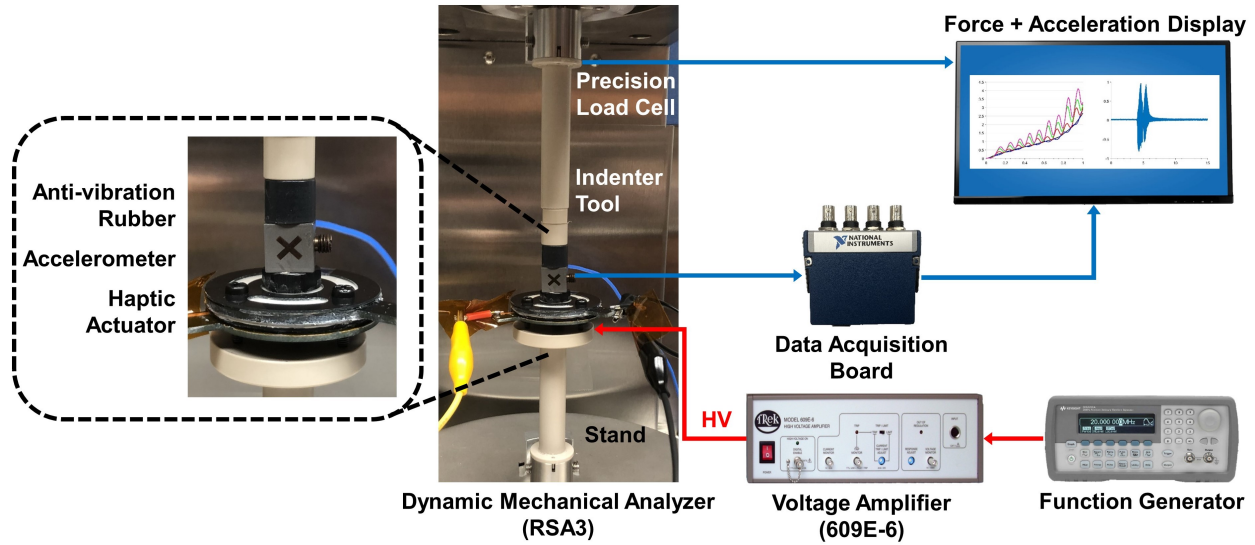 Force + Acceleration Display
Precision
Load Cell
Anti-vibration
Rubber
Accelerometer
Haptic
Actuator
Indenter
Tool
NATIONAL
INSTRUMENTS
Data Acquisition
Board
HV
Stand
TREK
MODEL 609E-6
HIGH VOLTAGE AMPLIFIER
POWER
20.000 00 MHz
Dynamic Mechanical Analyzer
(RSA3)
Voltage Amplifier
(609E-6)
Function Generator